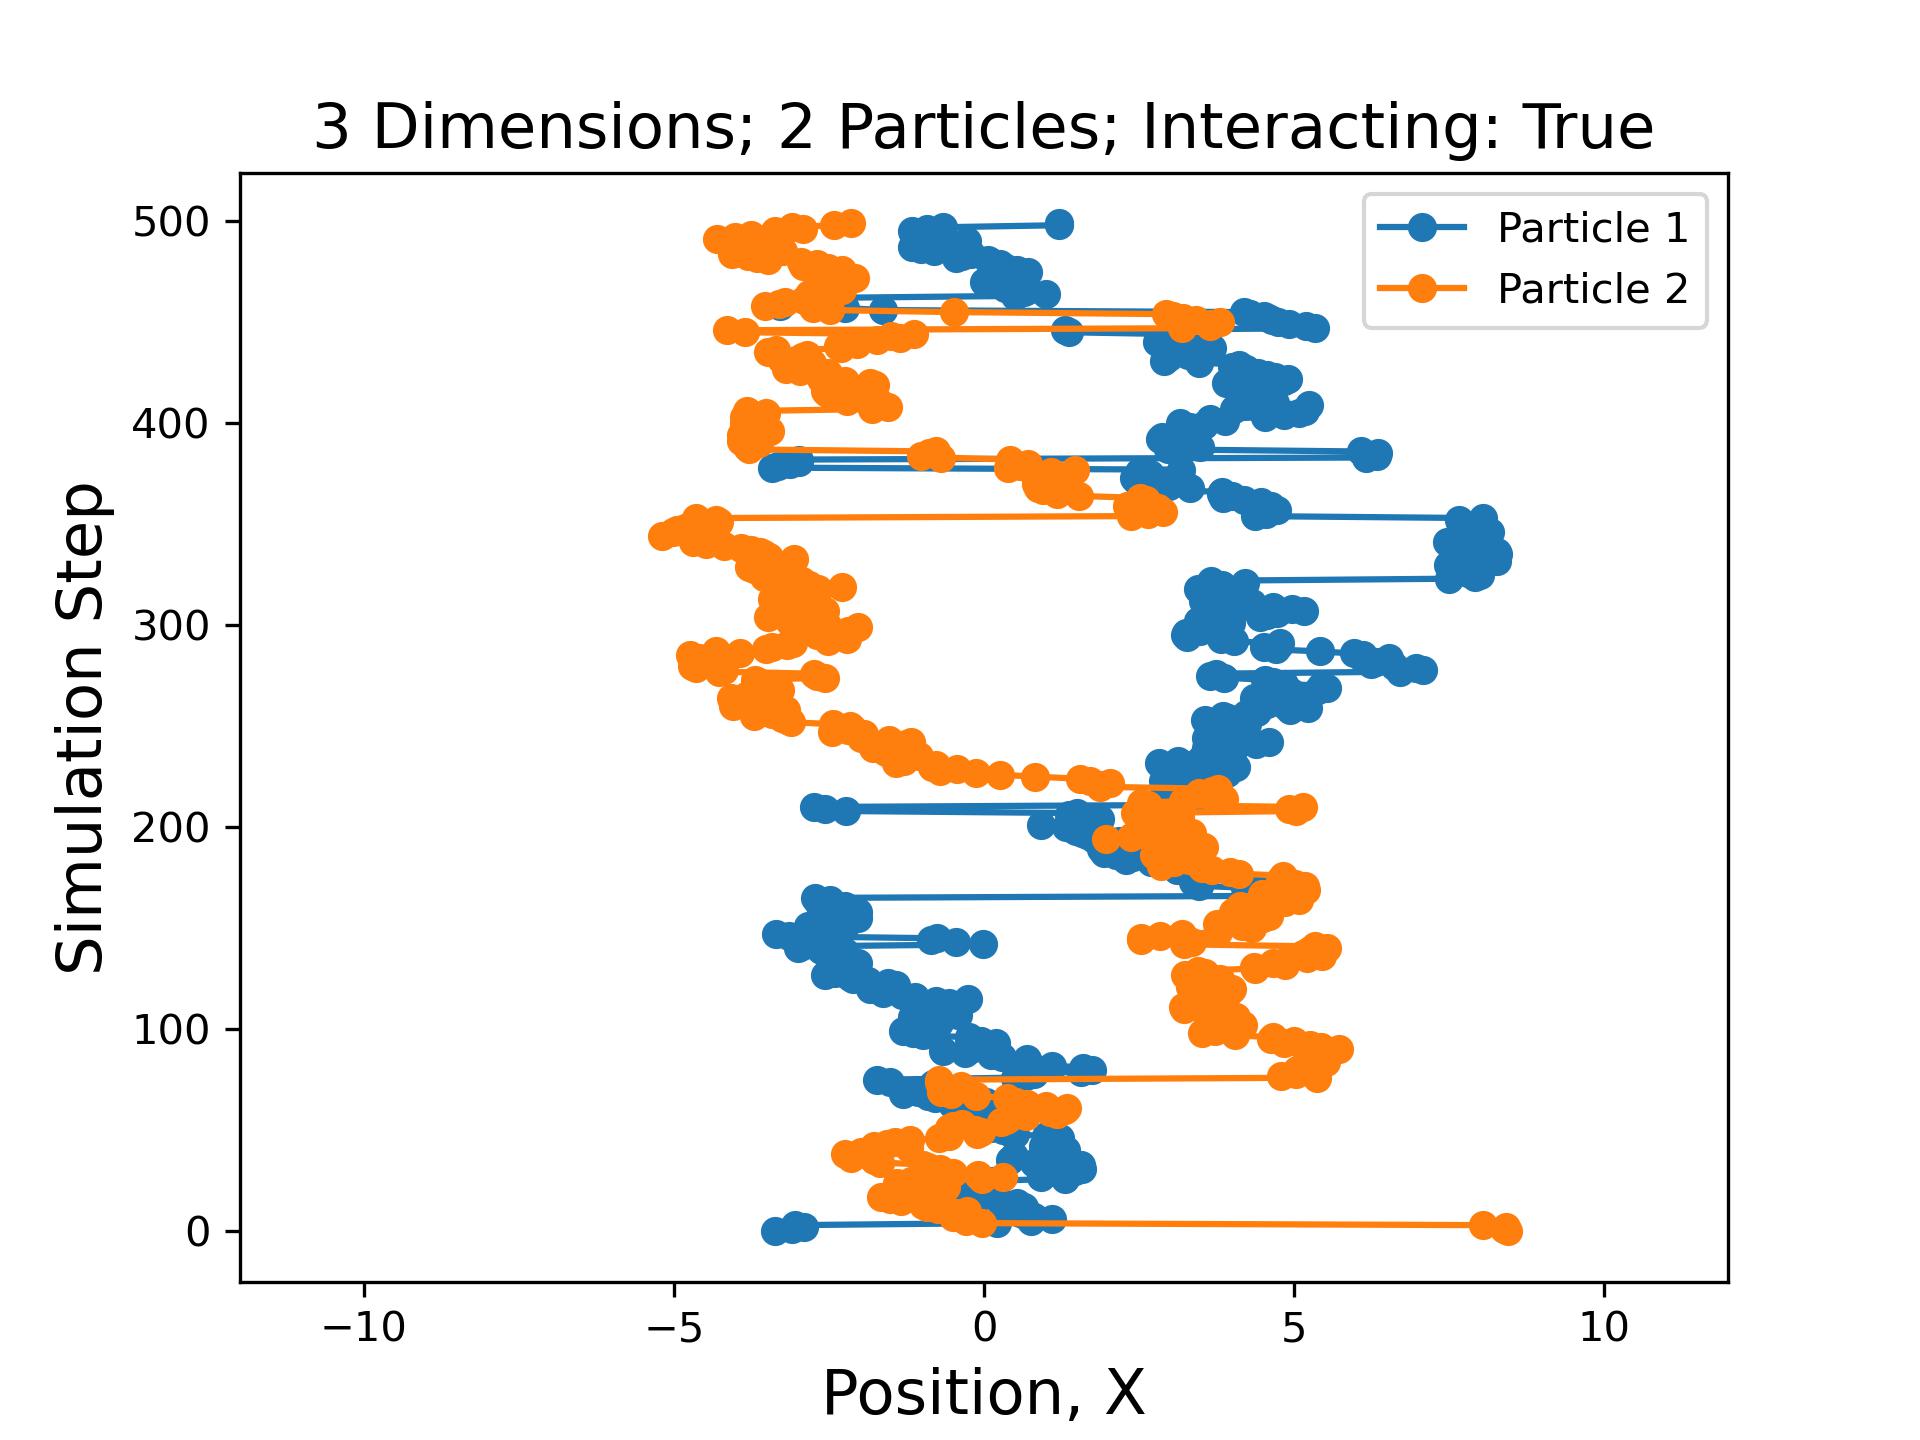 3 Dimensions; 2 Particles; Interacting: True
Particle 1
Particle 2
500
400
300
200
100
0
Simulation Step
−10
−5
0
5
10
Position, X